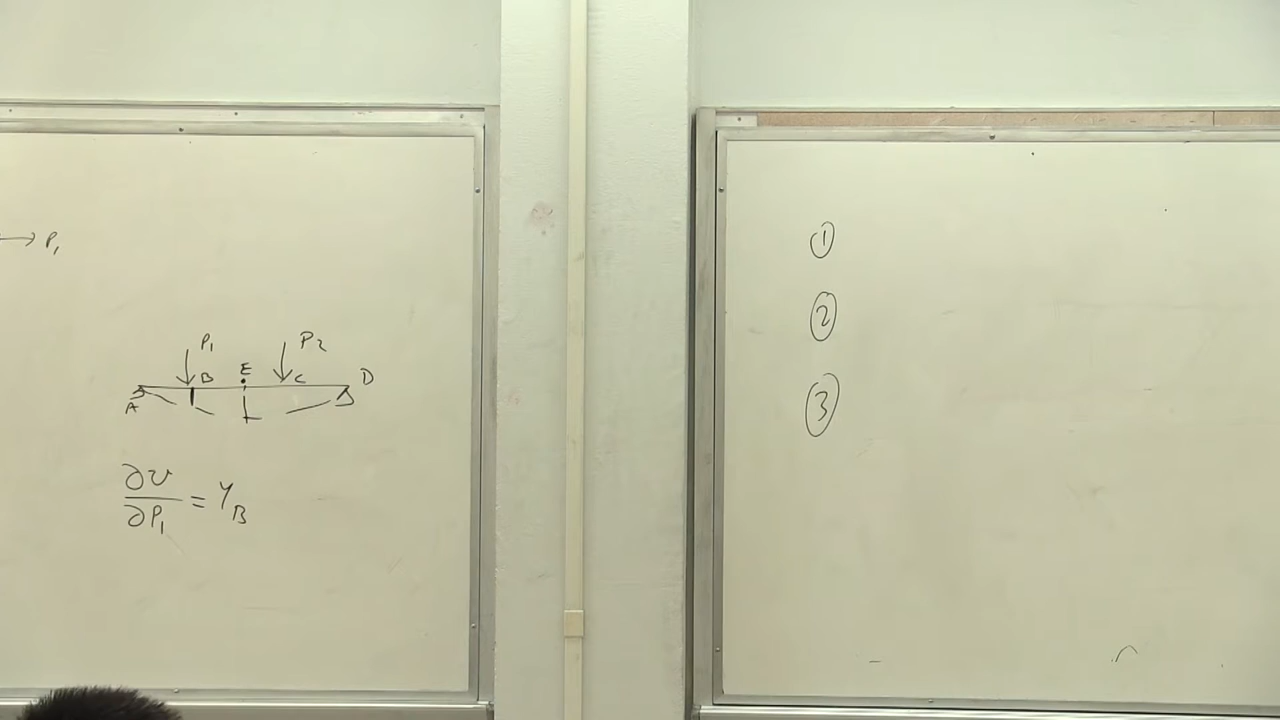 → P₁
P₁ P₂
E
B C D
A
∂U/∂P₁ = Y_B
①
②
③